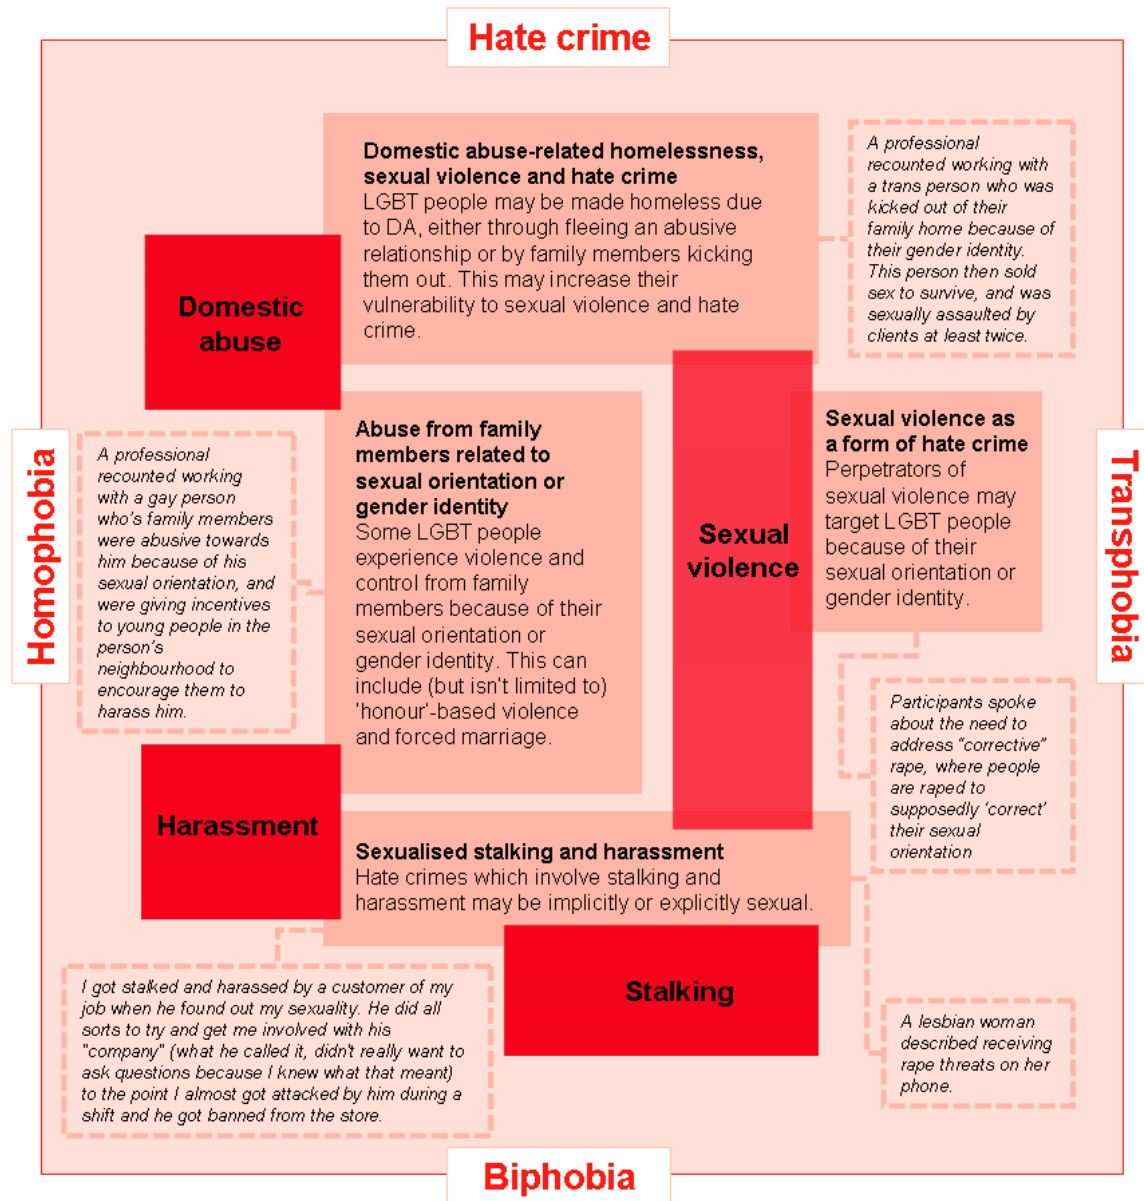 Hate crime
Domestic abuse-related homelessness,
sexual violence and hate crime
LGBT people may be made homeless due
to DA, either through fleeing an abusive
relationship or by family members kicking
them out. This may increase their
vulnerability to sexual violence and hate
crime.
A professional
recounted working with
a trans person who was
kicked out of their
family home because of
their gender identity.
This person then sold
sex to survive, and was
sexually assaulted by
clients at least twice.
Domestic
abuse
Homophobia
A professional
recounted working
with a gay person
who's family members
were abusive towards
him because of his
sexual orientation, and
were giving incentives
to young people in the
person's
neighbourhood to
encourage them to
harass him.
Abuse from family
members related to
sexual orientation or
gender identity
Some LGBT people
experience violence and
control from family
members because of their
sexual orientation or
gender identity. This can
include (but isn't limited to)
'honour'-based violence
and forced marriage.
Sexual
violence
Sexual violence as
a form of hate crime
Perpetrators of
sexual violence may
target LGBT people
because of their
sexual orientation or
gender identity.
Transphobia
Participants spoke
about the need to
address "corrective"
rape, where people
are raped to
supposedly 'correct'
their sexual
orientation
Harassment
Sexualised stalking and harassment
Hate crimes which involve stalking and
harassment may be implicitly or explicitly sexual.
Stalking
I got stalked and harassed by a customer of my
job when he found out my sexuality. He did all
sorts to try and get me involved with his
"company" (what he called it, didn't really want to
ask questions because I knew what that meant)
to the point I almost got attacked by him during a
shift and he got banned from the store.
A lesbian woman
described receiving
rape threats on her
phone.
Biphobia